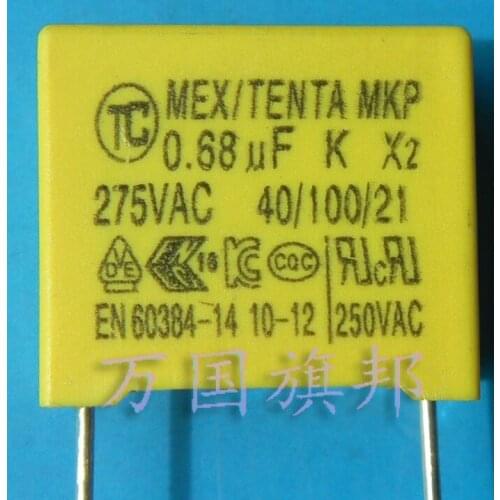 TC MEX/TENTA MKP
0.68 µF K X2
275VAC 40/100/21
VDE 16 CQC
EN 60384-14 10-12 250VAC
万国旗邦